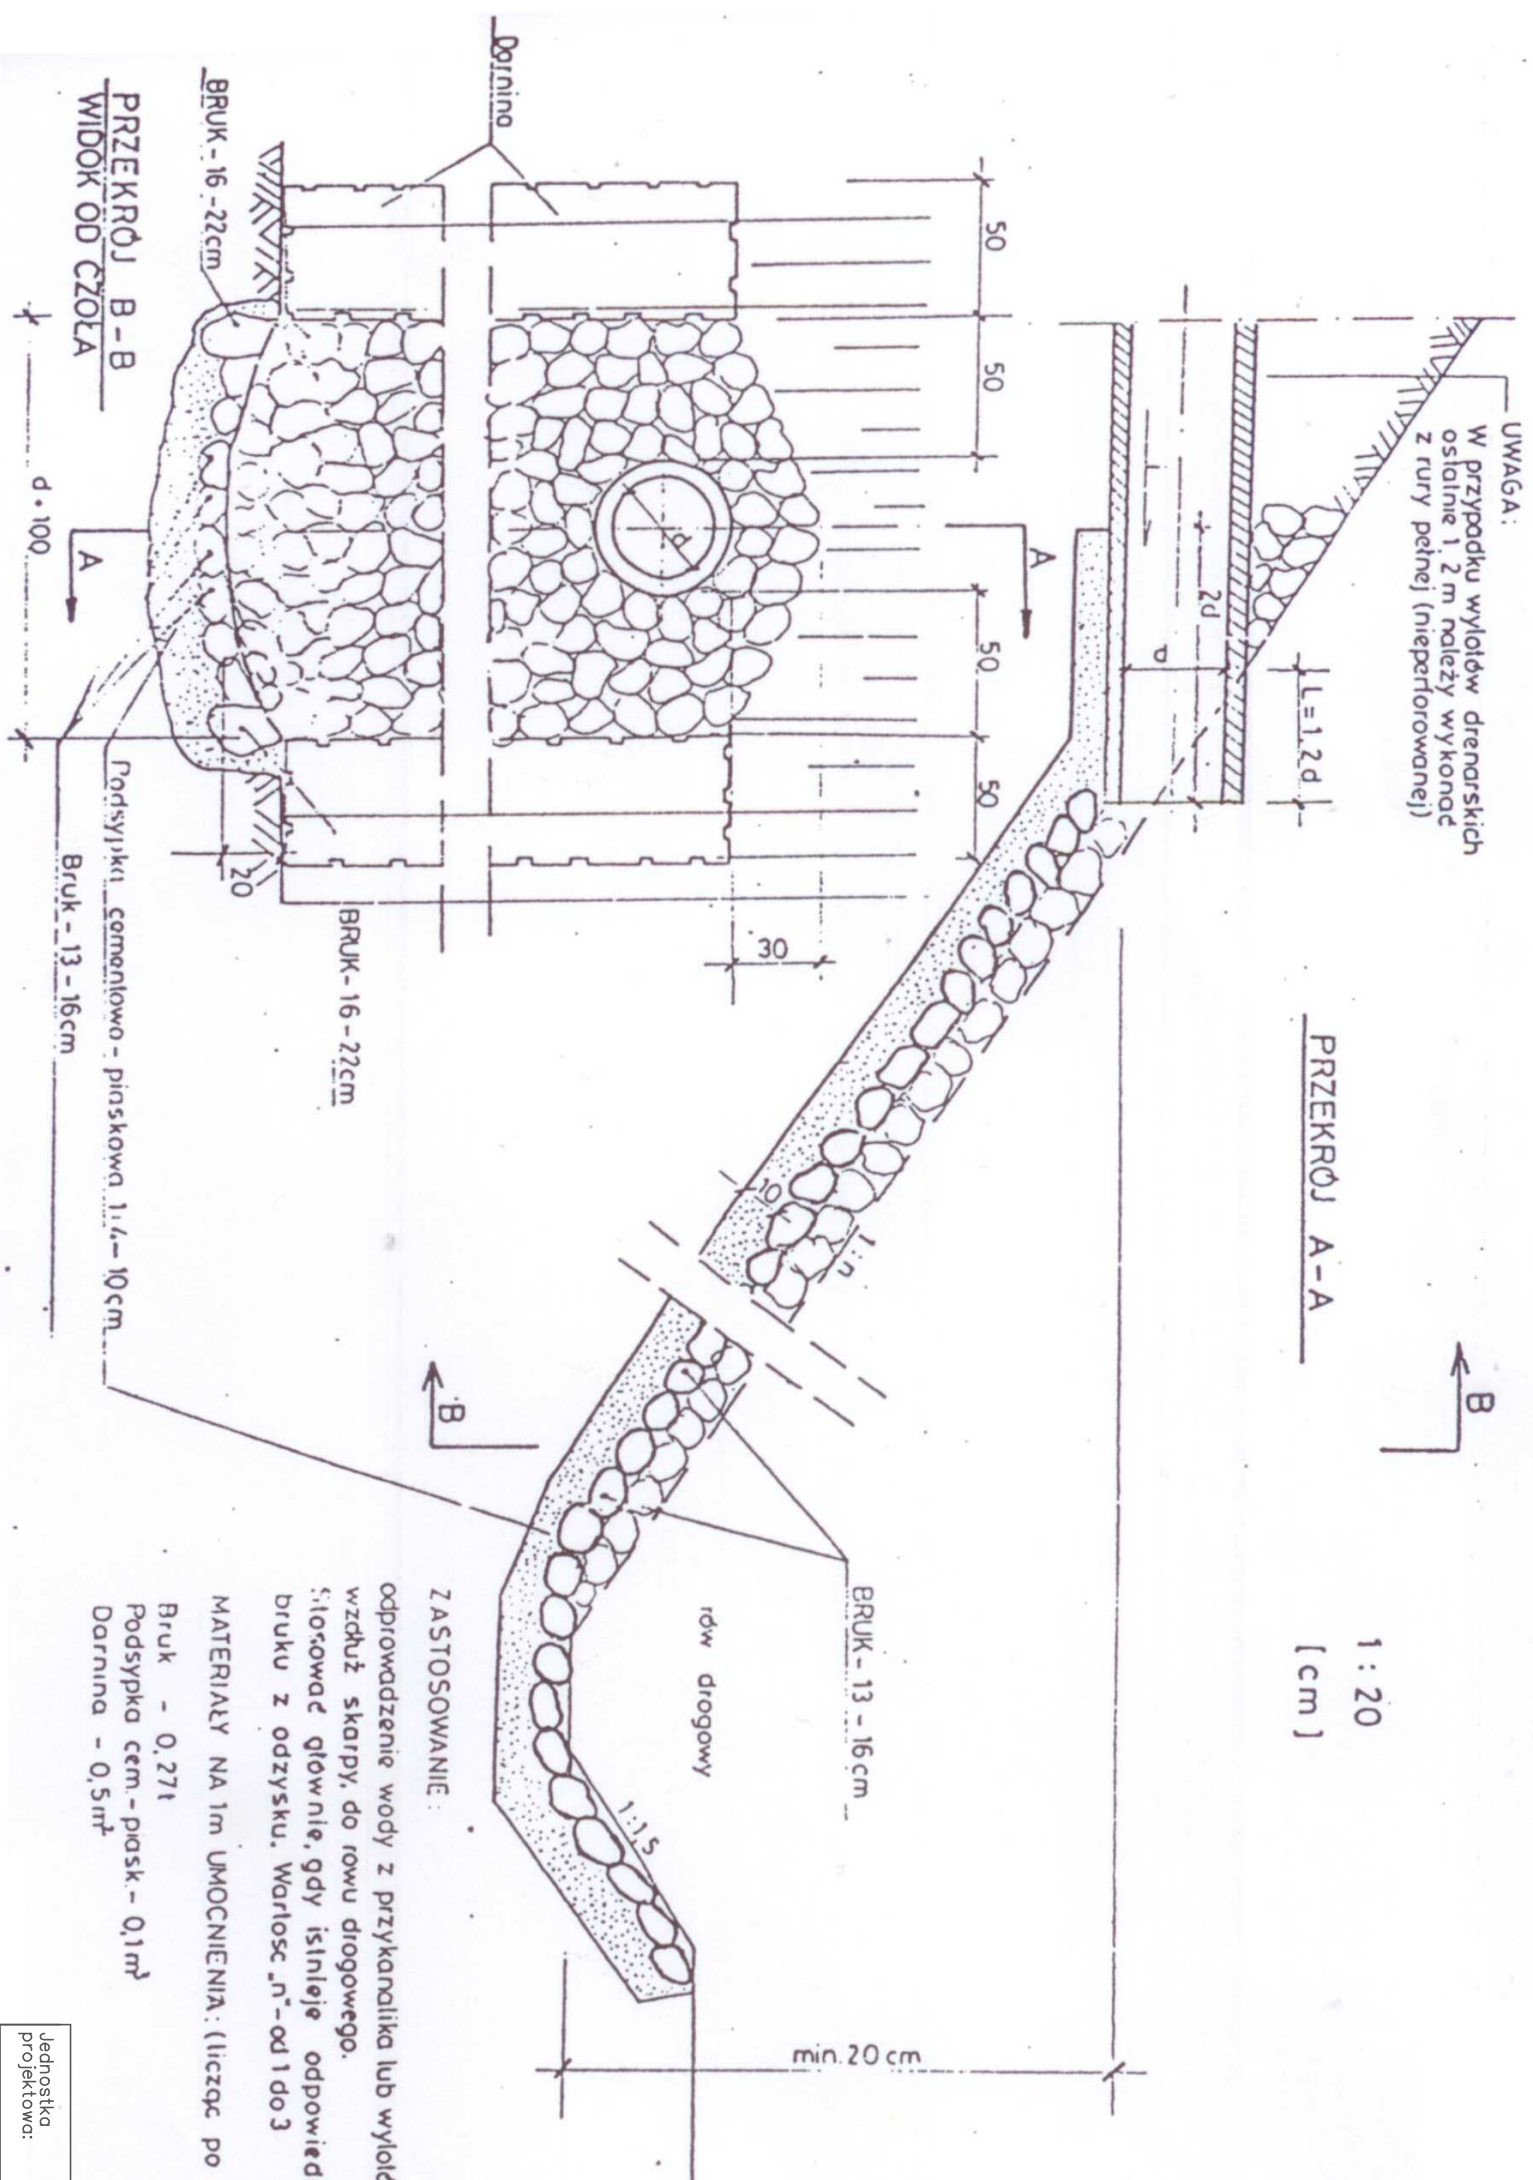 UWAGA:
W przypadku wylotów drenarskich
ostatnie 1,2 m należy wykonać
z rury pełnej (nieperforowanej)
L=1,2d
2d
d
PRZEKRÓJ A-A
1:20
[cm]
B
A
50
50
50
50
30
d
Darnina
BRUK-16-22cm
PRZEKRÓJ B-B
WIDOK OD CZOŁA
d+100
A
20
BRUK-16-22cm
Podsypka cementowo-piaskowa 1:4-10cm
Bruk-13-16cm
10
1:n
B
BRUK-13-16cm
rów drogowy
1:1,5
min.20cm
ZASTOSOWANIE:
odprowadzenie wody z przykanalika lub
wzdłuż skarpy, do rowu drogowego.
Stosować głównie, gdy istnieje
bruku z odzysku. Wartosc „n"-od 1 do 3
MATERIAŁY NA 1m UMOCNIENIA: (licząc po
Bruk - 0,27t
Podsypka cem.-piask.- 0,1m³
Darnina - 0,5m²
Jednostka
projektowa: